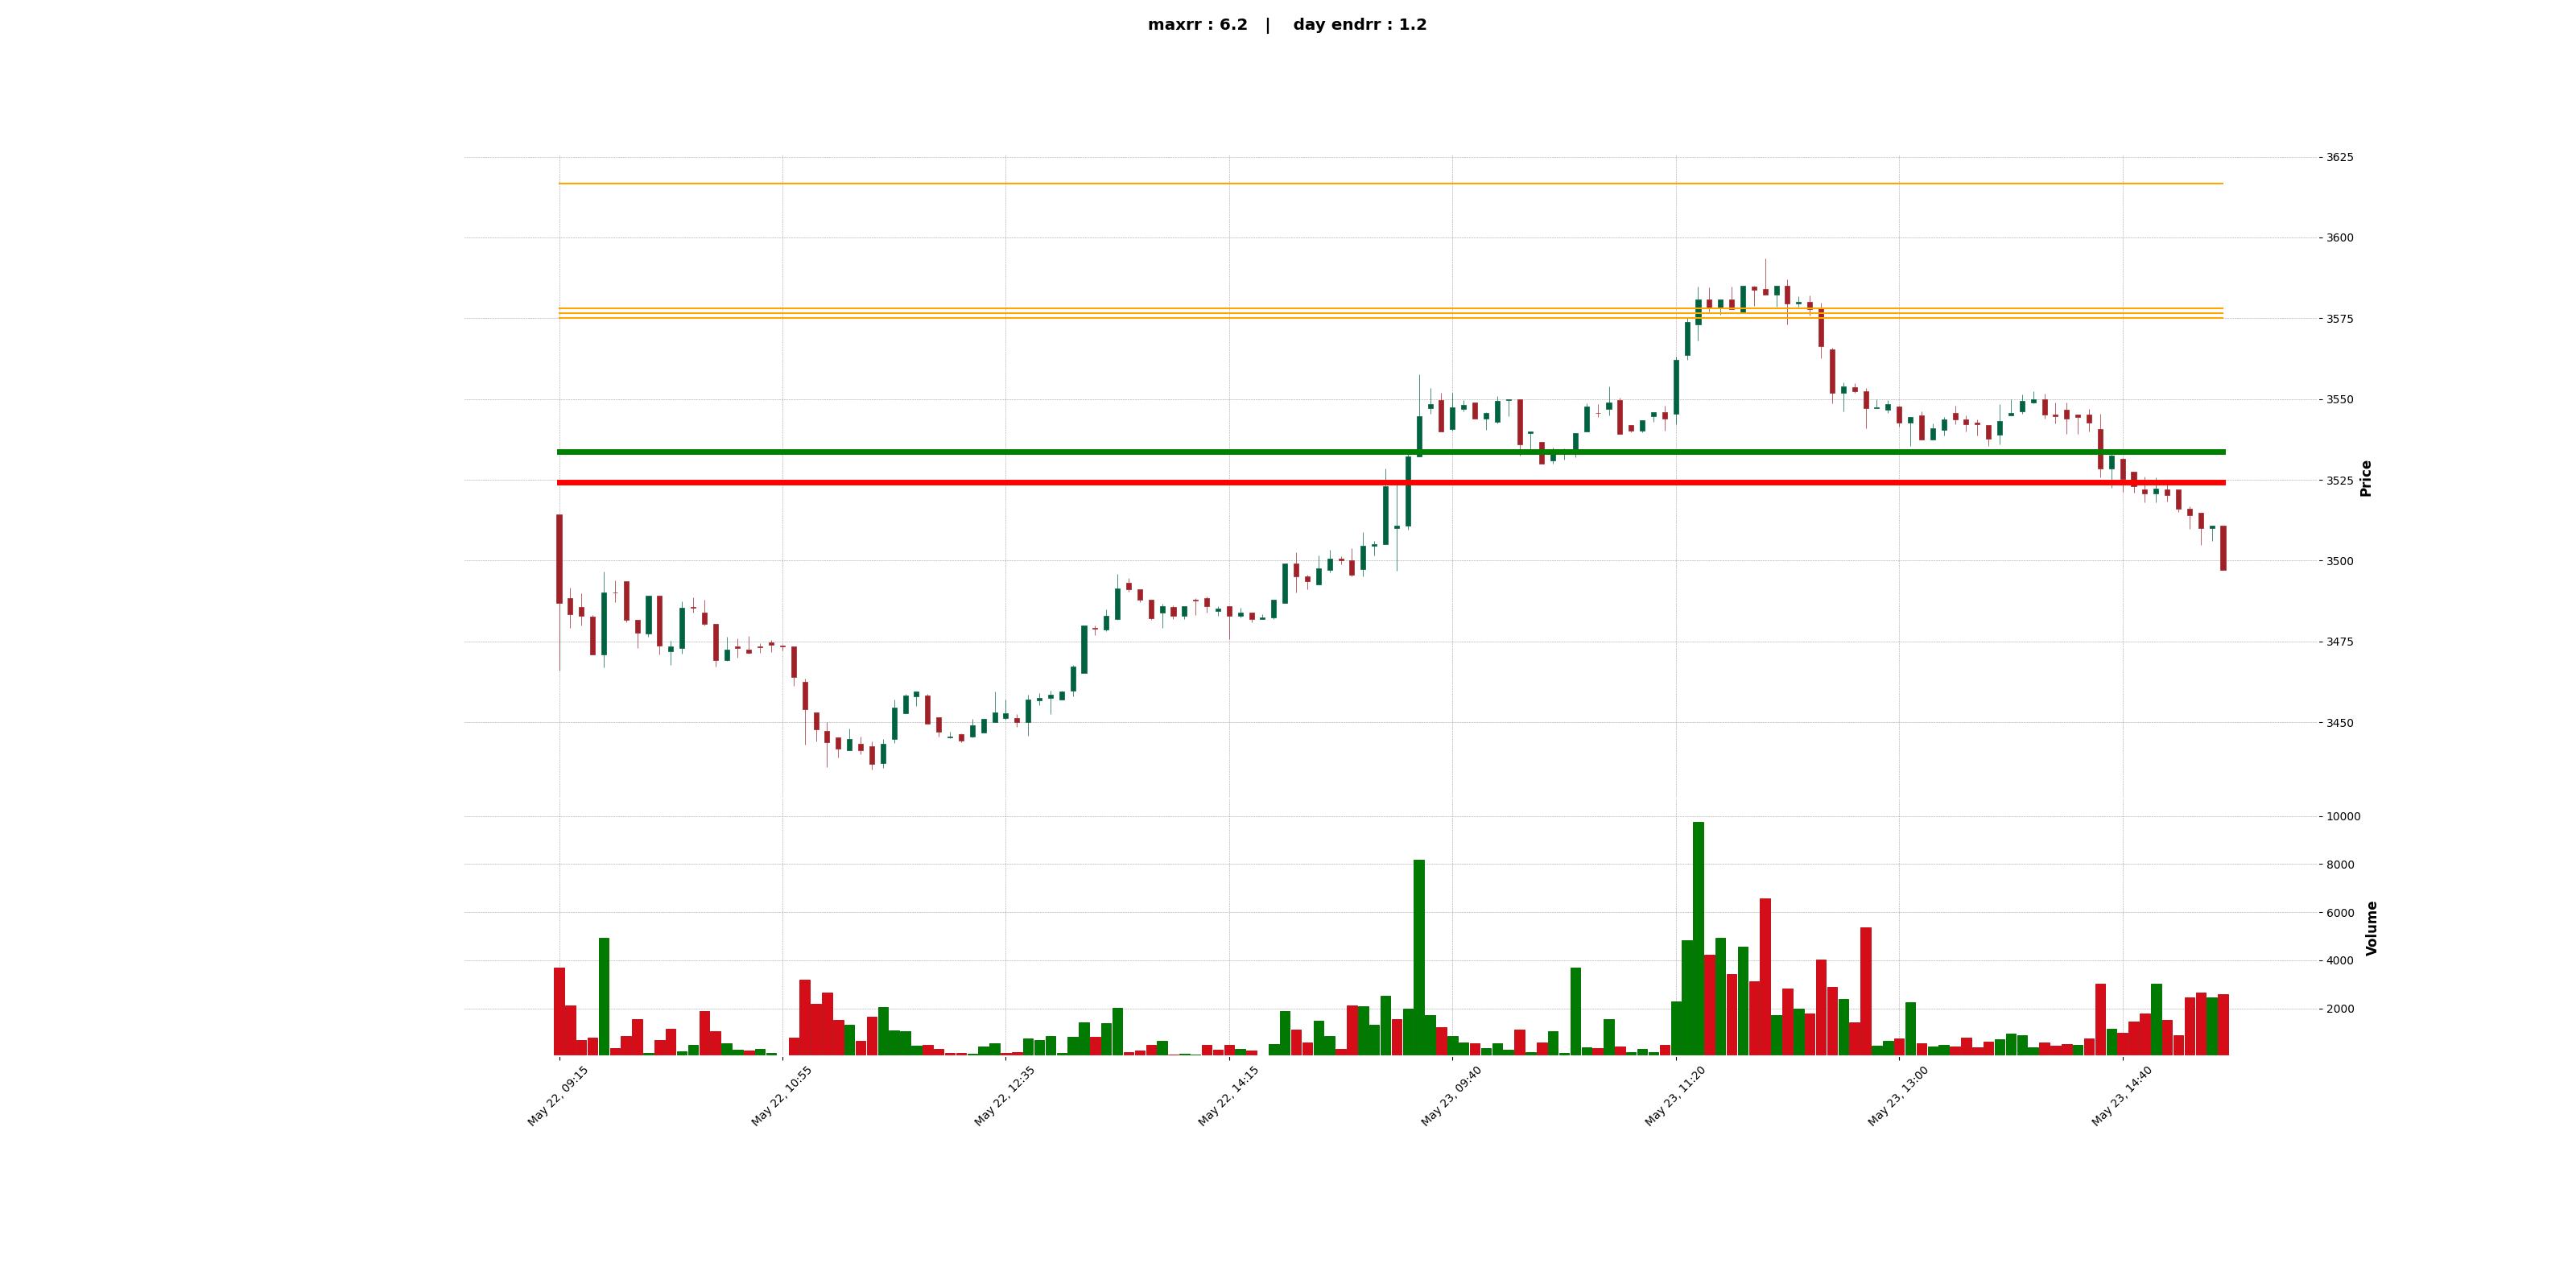 maxrr : 6.2 | day endrr : 1.2
3625
3600
3575
3550
3525
3500
3475
3450
Price
10000
8000
6000
4000
2000
Volume
May 22, 09:15
May 22, 10:55
May 22, 12:35
May 22, 14:15
May 23, 09:40
May 23, 11:20
May 23, 13:00
May 23, 14:40